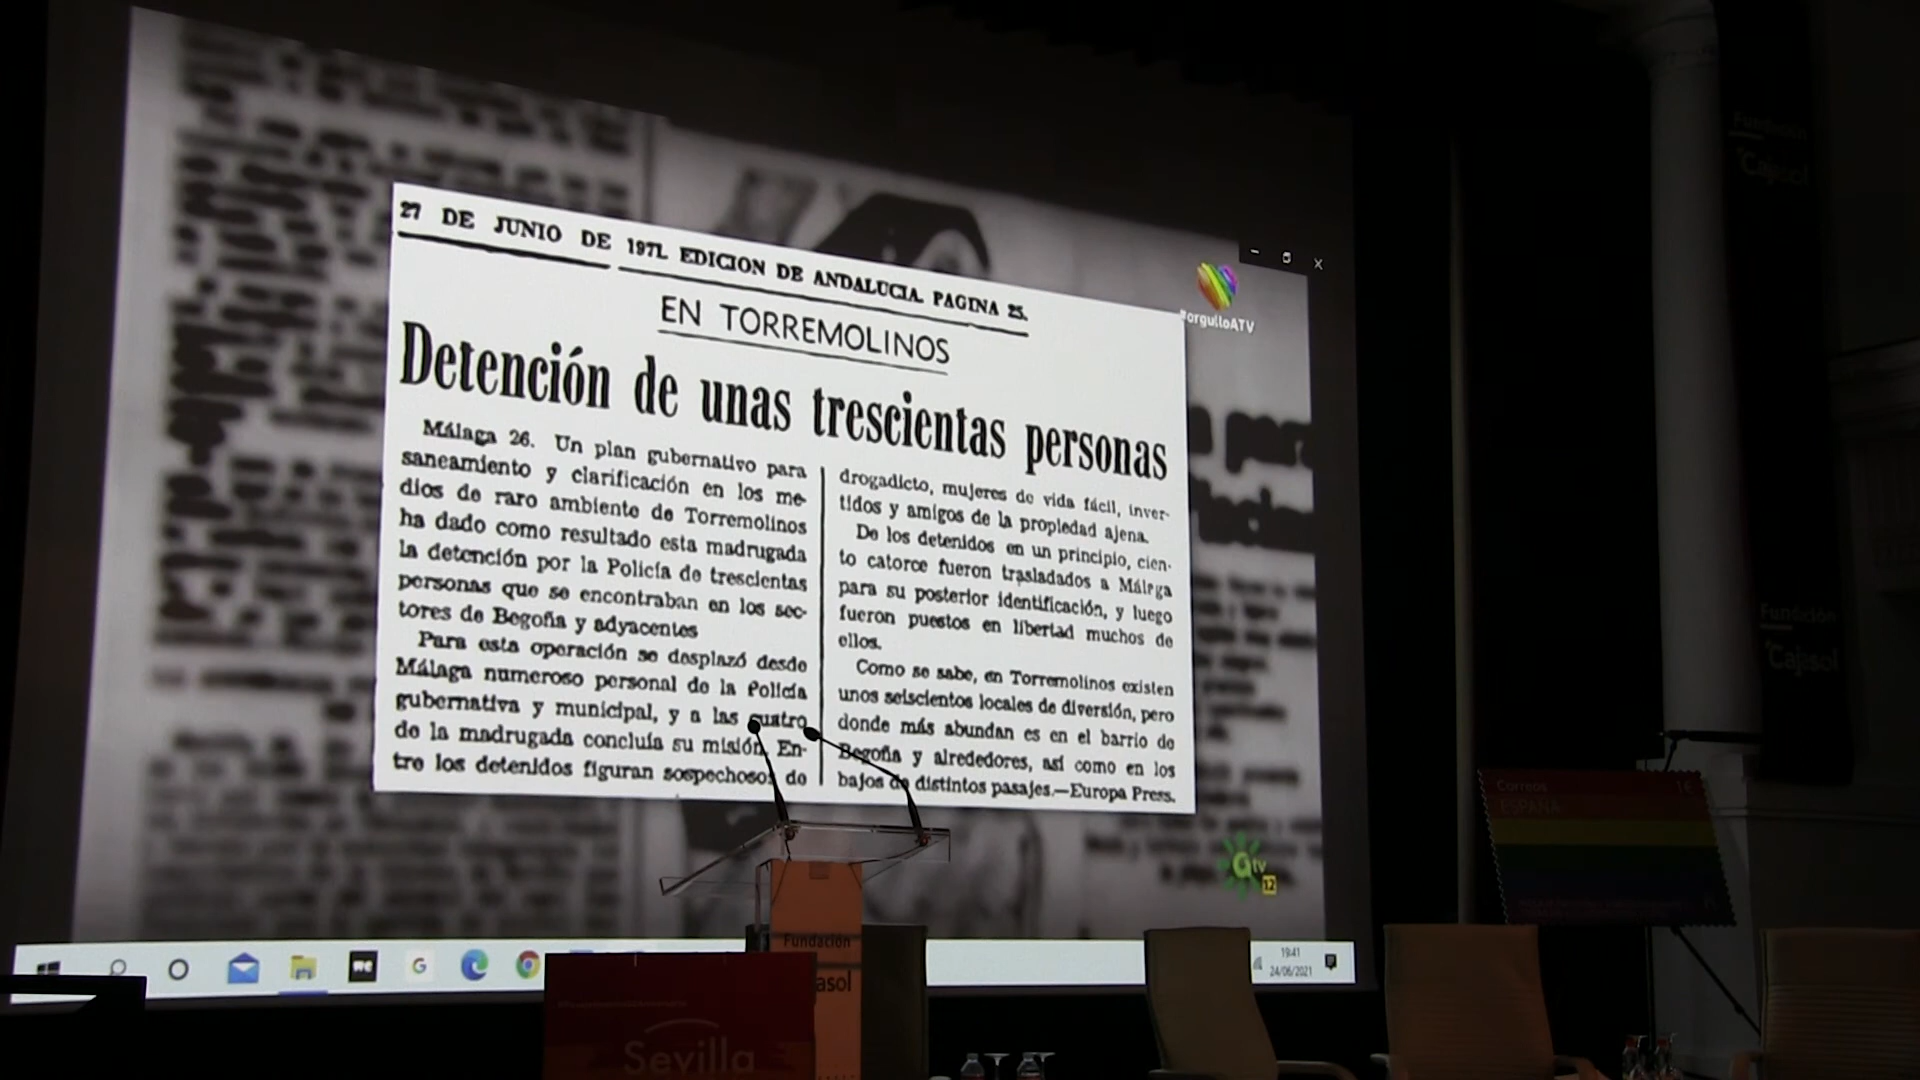 27 DE JUNIO DE 1971. EDICION DE ANDALUCIA. PAGINA 25.
EN TORREMOLINOS
Detención de unas trescientas personas
Málaga 26. Un plan gubernativo para
saneamiento y clarificación en los me-
dios de raro ambiente de Torremolinos
ha dado como resultado esta madrugada
la detención por la Policía de trescientas
personas que se encontraban en los sec-
tores de Begoña y adyacentes
Para esta operación se desplazó desde
Málaga numeroso personal de la Policía
gubernativa y municipal, y a las cuatro
de la madrugada concluía su misión. En-
tre los detenidos figuran sospechosos de
drogadicto, mujeres de vida fácil, inver-
tidos y amigos de la propiedad ajena.
De los detenidos en un principio, cien-
to catorce fueron trasladados a Málaga
para su posterior identificación, y luego
fueron puestos en libertad muchos de
ellos.
Como se sabe, en Torremolinos existen
unos seiscientos locales de diversión, pero
donde más abundan es en el barrio de
Begoña y alrededores, así como en los
bajos de distintos pasajes.—Europa Press.
#orgulloATV
tv
12
19:41
24/06/2021
Fundación
asol
Sevilla
Correos
1€
ESPAÑA
Fundación
Cajasol
Fundación
Cajasol